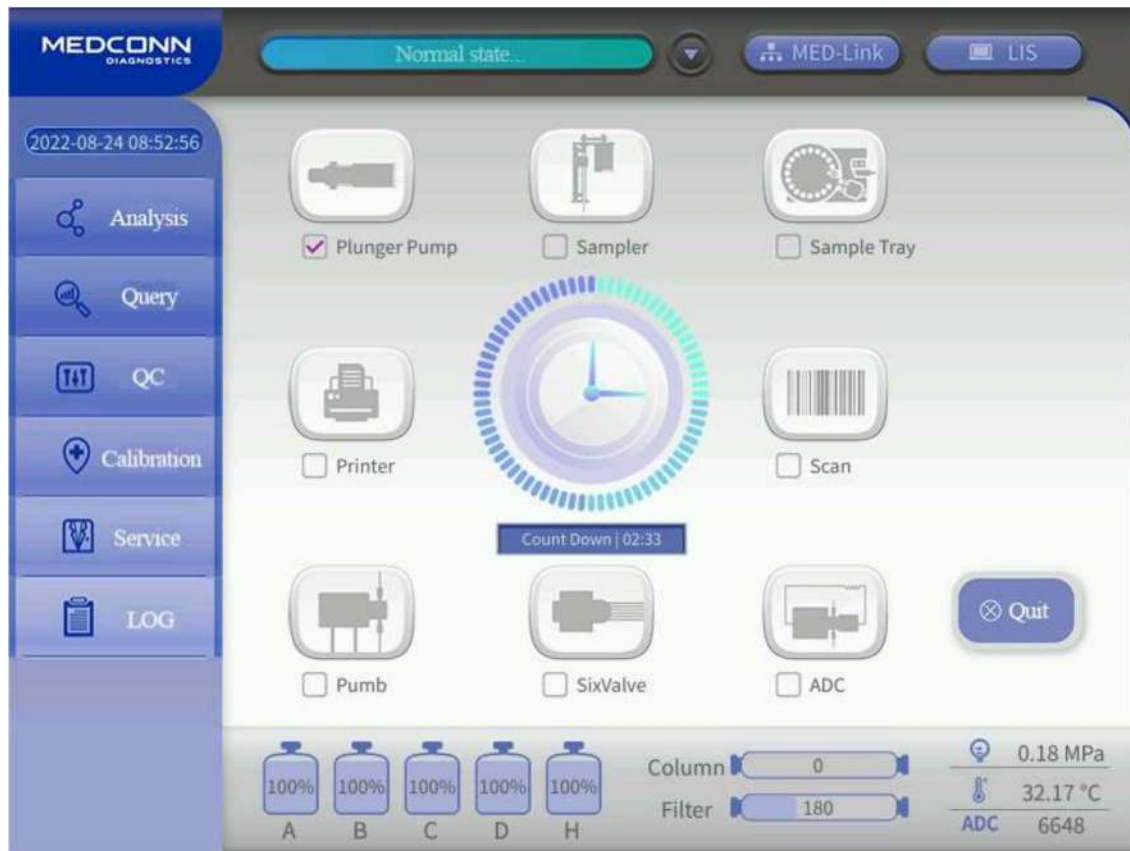 MEDCONN
DIAGNOSTICS
Normal state...
MED-Link
LIS
2022-08-24 08:52:56
Analysis
Query
QC
Calibration
Service
LOG
Plunger Pump
Sampler
Sample Tray
Printer
Scan
Count Down | 02:33
Pumb
SixValve
ADC
Quit
100% 100% 100% 100% 100%
A B C D H
Column 0
Filter 180
0.18 MPa
32.17 °C
ADC 6648